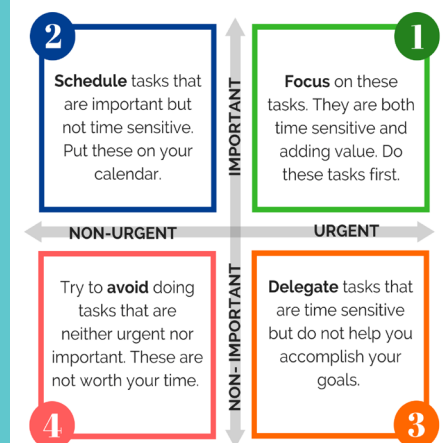 2
Schedule tasks that
are important but
not time sensitive.
Put these on your
calendar.
1
Focus on these
tasks. They are both
time sensitive and
adding value. Do
these tasks first.
IMPORTANT
NON-URGENT
URGENT
NON- IMPORTANT
Try to avoid doing
tasks that are
neither urgent nor
important. These are
not worth your time.
4
Delegate tasks that
are time sensitive
but do not help you
accomplish your
goals.
3